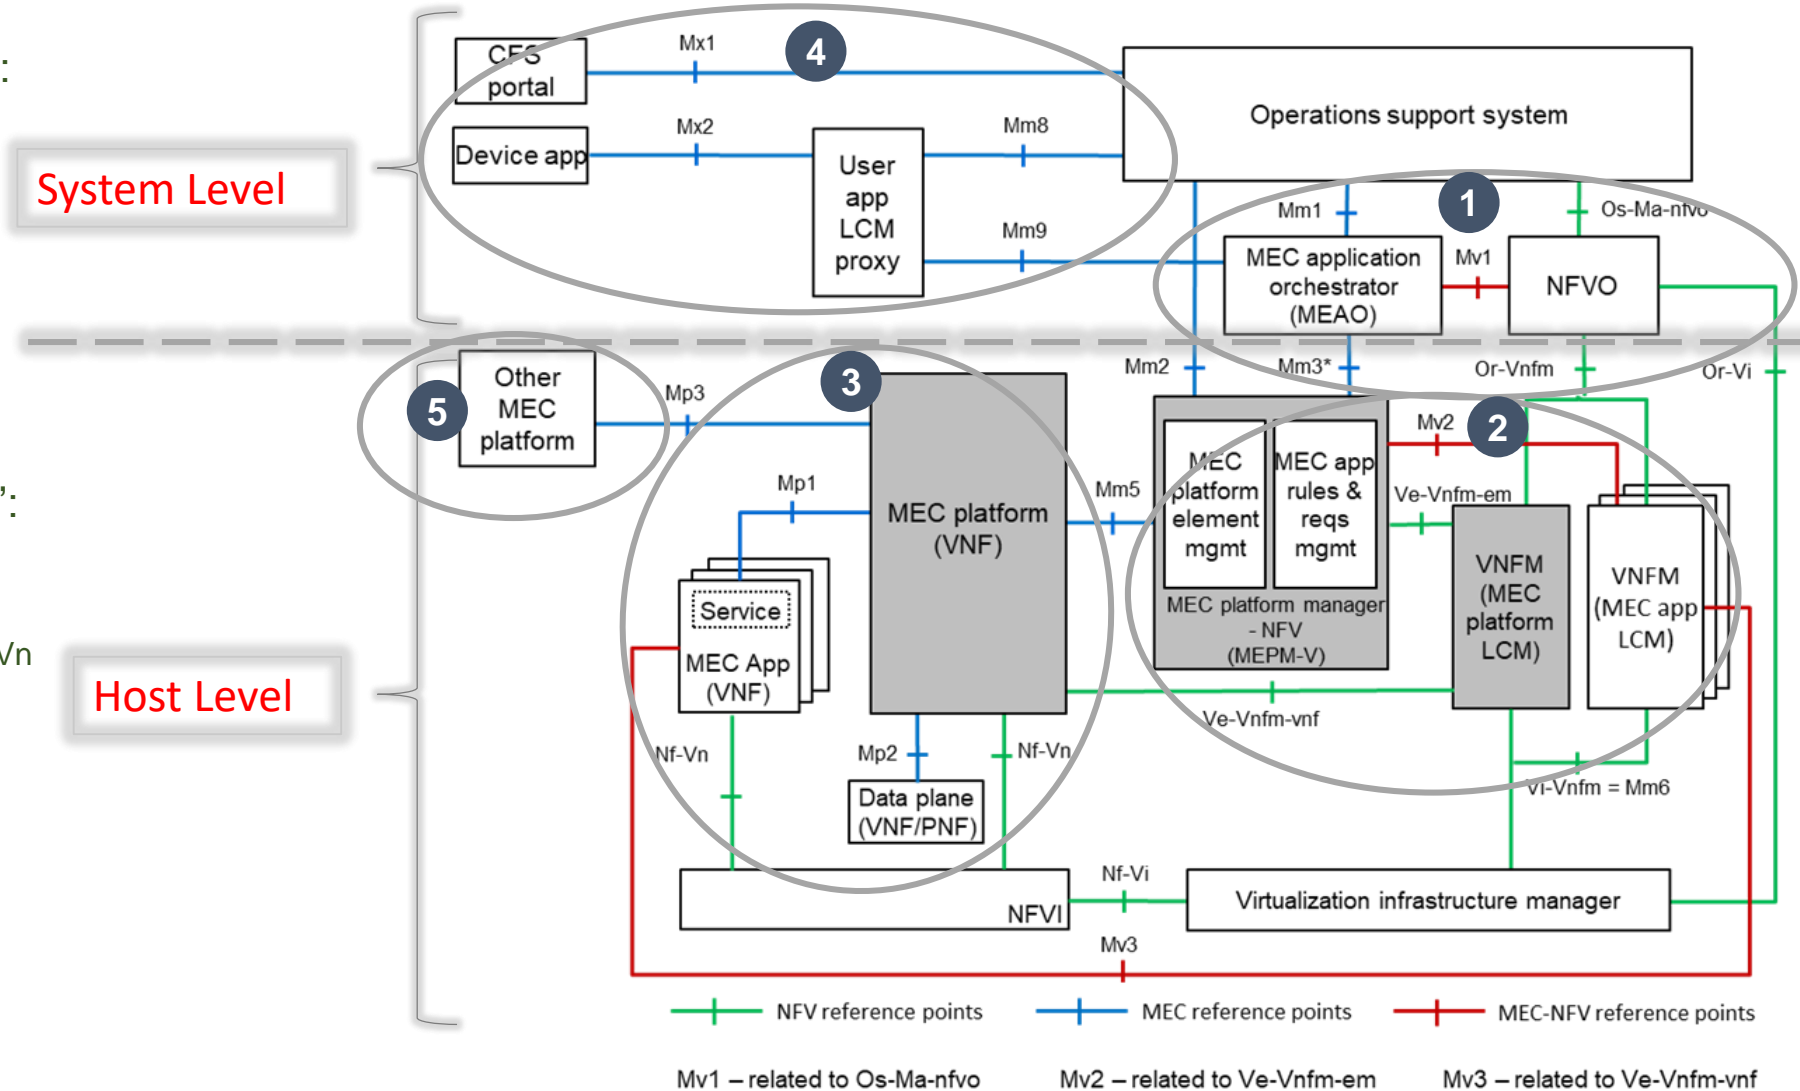 :
System Level
CFS
portal
Mx1
4
Device app
Mx2
User
app
LCM
proxy
Mm8
Mm9
Operations support system
Mm1
1
Os-Ma-nfvo
MEC application
orchestrator
(MEAO)
Mv1
NFVO
Mm2
Mm3*
Or-Vnfm
Or-Vi
Other
MEC
platform
5
Mp3
3
MEC platform
(VNF)
Mp1
Mm5
Service
MEC App
(VNF)
MEC
platform
element
mgmt
MEC app
rules &
reqs
mgmt
MEC platform manager
- NFV
(MEPM-V)
Mv2
2
Ve-Vnfm-em
VNFM
(MEC
platform
LCM)
VNFM
(MEC app
LCM)
Ve-Vnfm-vnf
':
Vn
Host Level
Nf-Vn
Mp2
Nf-Vn
Data plane
(VNF/PNF)
Vi-Vnfm = Mm6
NFVI
Nf-Vi
Virtualization infrastructure manager
Mv3
NFV reference points
MEC reference points
MEC-NFV reference points
Mv1 – related to Os-Ma-nfvo
Mv2 – related to Ve-Vnfm-em
Mv3 – related to Ve-Vnfm-vnf